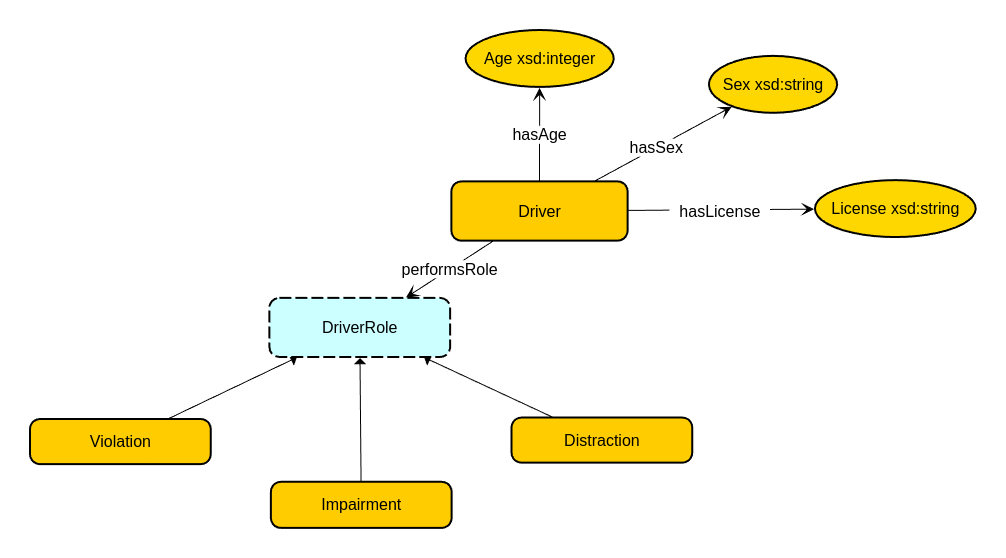 Age xsd:integer
Sex xsd:string
hasAge
hasSex
Driver
hasLicense
License xsd:string
performsRole
DriverRole
Violation
Distraction
Impairment